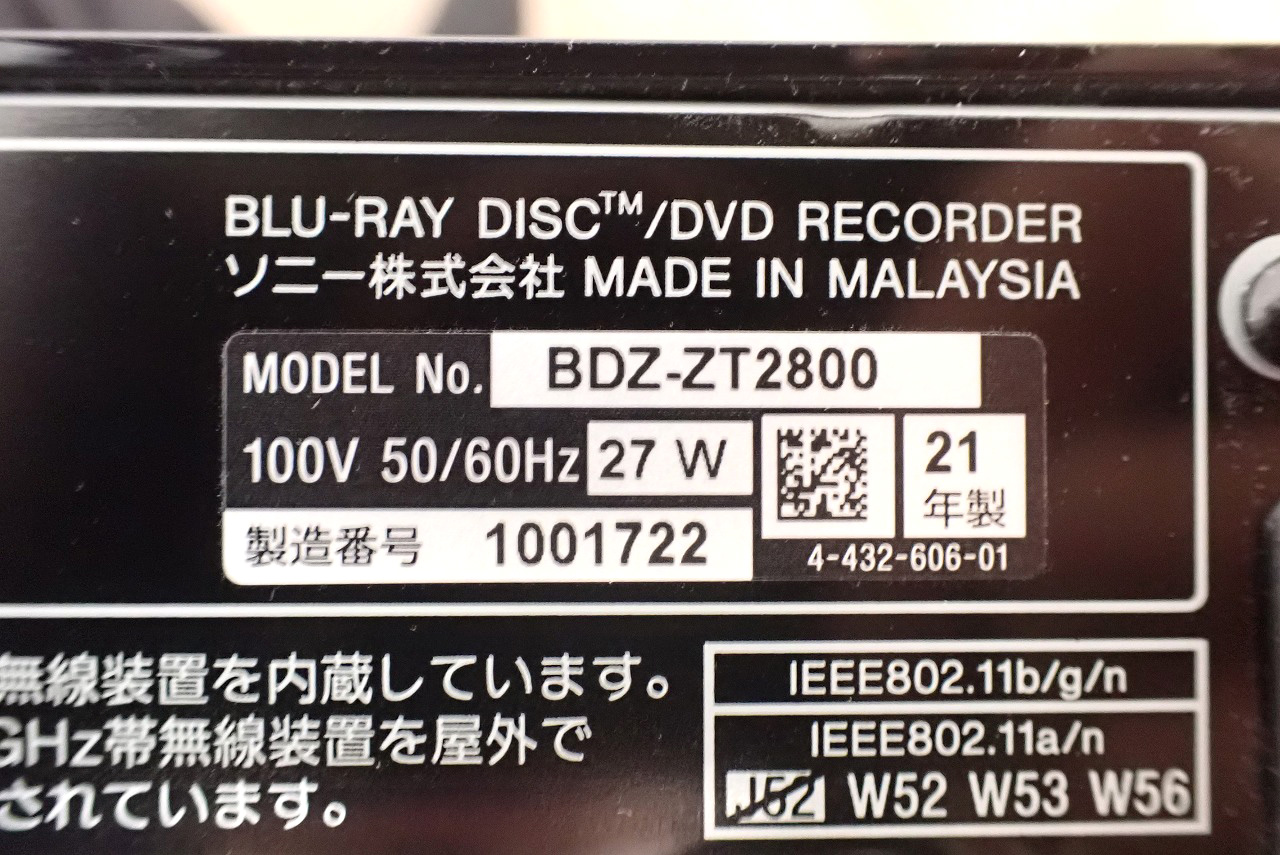 BLU-RAY DISC™/DVD RECORDER
ソニー株式会社 MADE IN MALAYSIA
MODEL No. BDZ-ZT2800
100V 50/60Hz 27 W
21
年製
製造番号 1001722
4-432-606-01
無線装置を内蔵しています。
GHz帯無線装置を屋外で
されています。
IEEE802.11b/g/n
IEEE802.11a/n
J52 W52 W53 W56